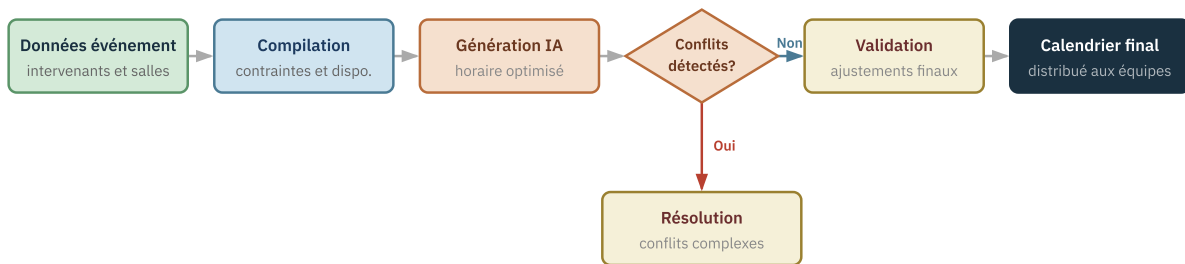 Données événement
intervenants et salles
Compilation
contraintes et dispo.
Génération IA
horaire optimisé
Conflits
détectés?
Non
Validation
ajustements finaux
Calendrier final
distribué aux équipes
Oui
Résolution
conflits complexes